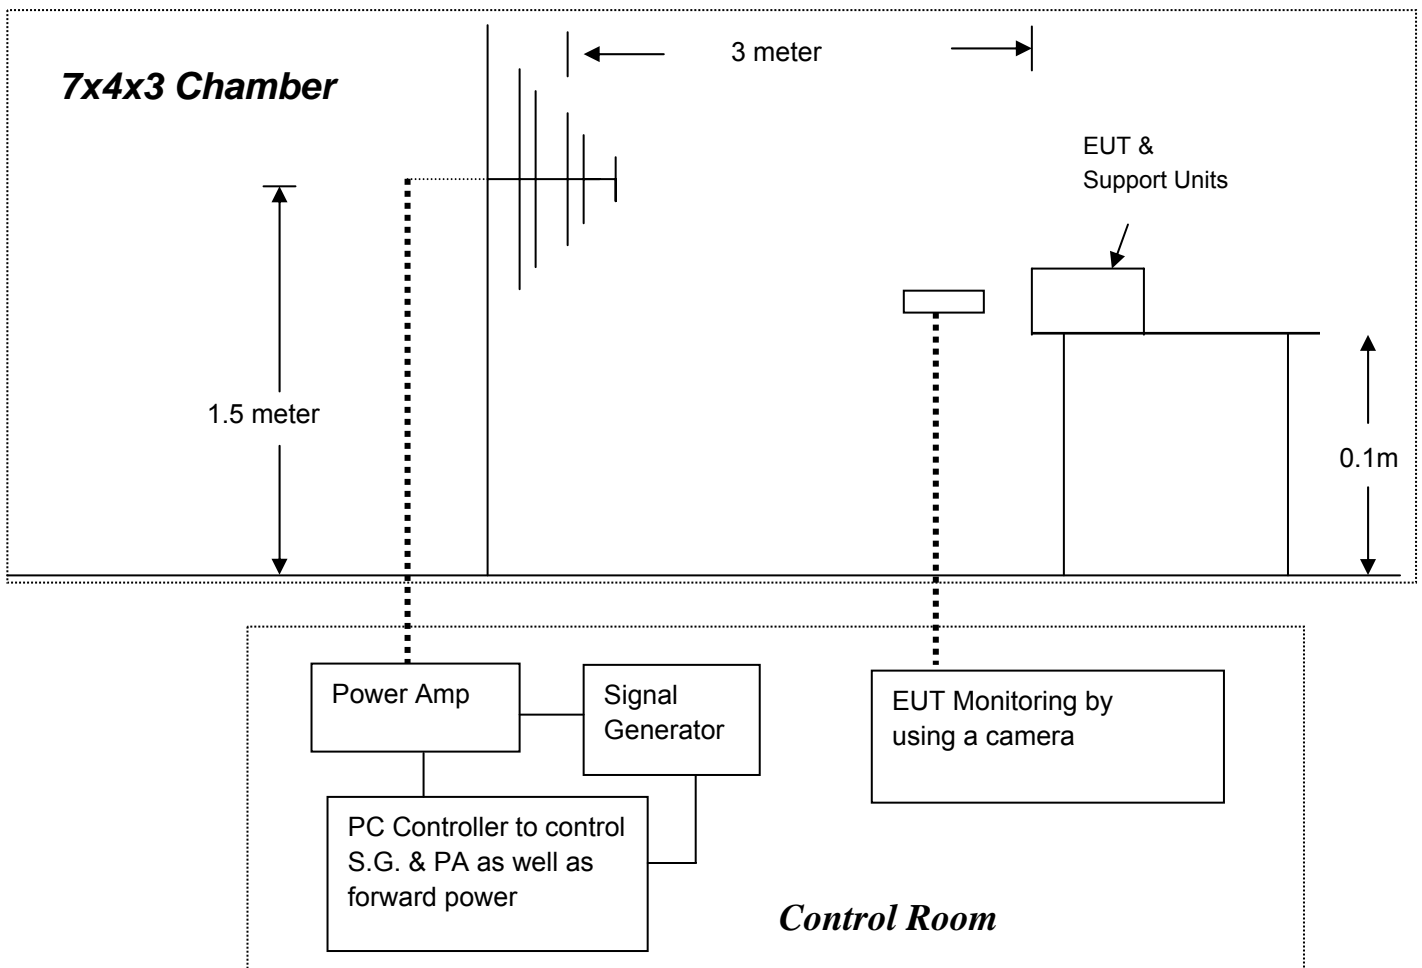 3 meter
7x4x3 Chamber
EUT &
Support Units
1.5 meter
0.1m
Power Amp
Signal
Generator
EUT Monitoring by
using a camera
PC Controller to control
S.G. & PA as well as
forward power
Control Room